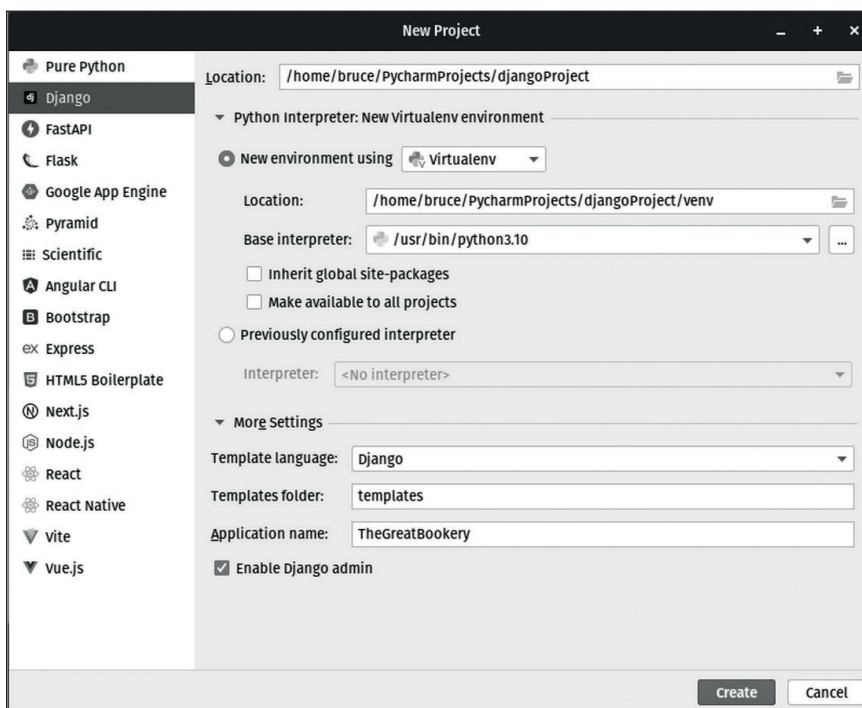 New Project
Pure Python
Django
FastAPI
Flask
Google App Engine
Pyramid
Scientific
Angular CLI
Bootstrap
ex Express
HTML5 Boilerplate
Next.js
Node.js
React
React Native
Vite
Vue.js
Location: /home/bruce/PycharmProjects/djangoProject
Python Interpreter: New Virtualenv environment
New environment using Virtualenv
Location: /home/bruce/PycharmProjects/djangoProject/venv
Base interpreter: /usr/bin/python3.10 ...
Inherit global site-packages
Make available to all projects
Previously configured interpreter
Interpreter: <No interpreter>
More Settings
Template language: Django
Templates folder: templates
Application name: TheGreatBookery
Enable Django admin
Create Cancel